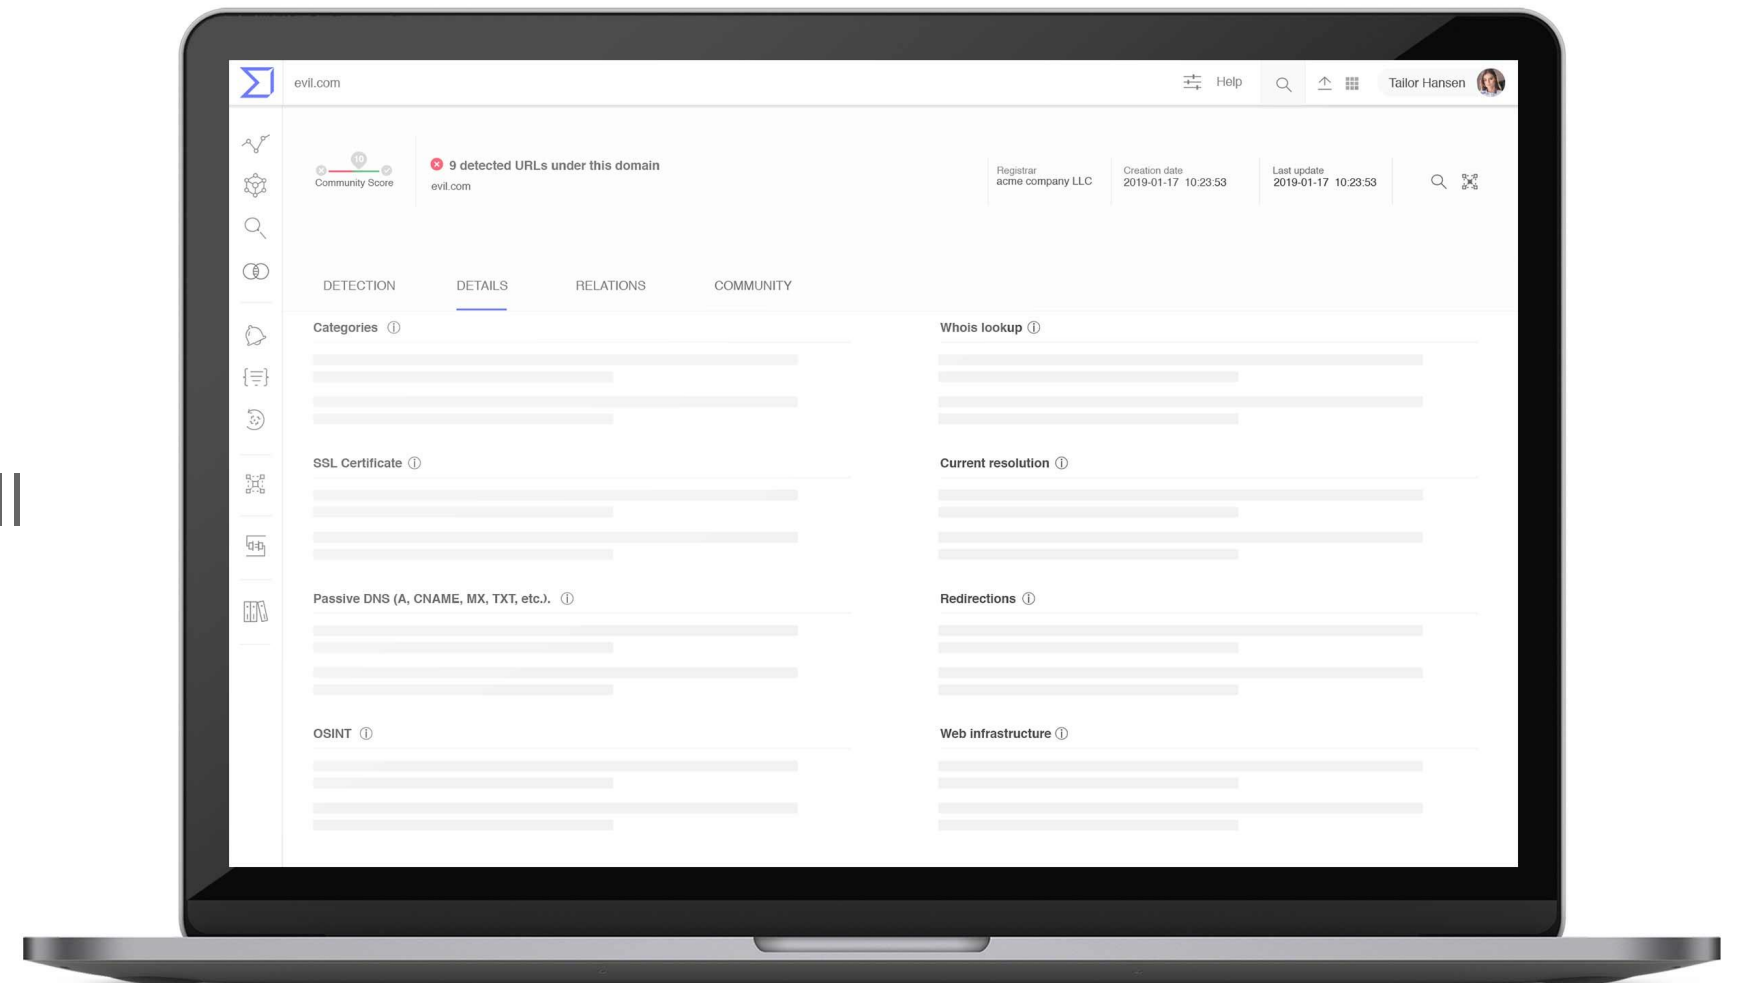 evil.com
Help
Tailor Hansen
10
Community Score
9 detected URLs under this domain
evil.com
Registrar
acme company LLC
Creation date
2019-01-17 10:23:53
Last update
2019-01-17 10:23:53
DETECTION
DETAILS
RELATIONS
COMMUNITY
Categories
Whois lookup
SSL Certificate
Current resolution
Passive DNS (A, CNAME, MX, TXT, etc.).
Redirections
OSINT
Web infrastructure